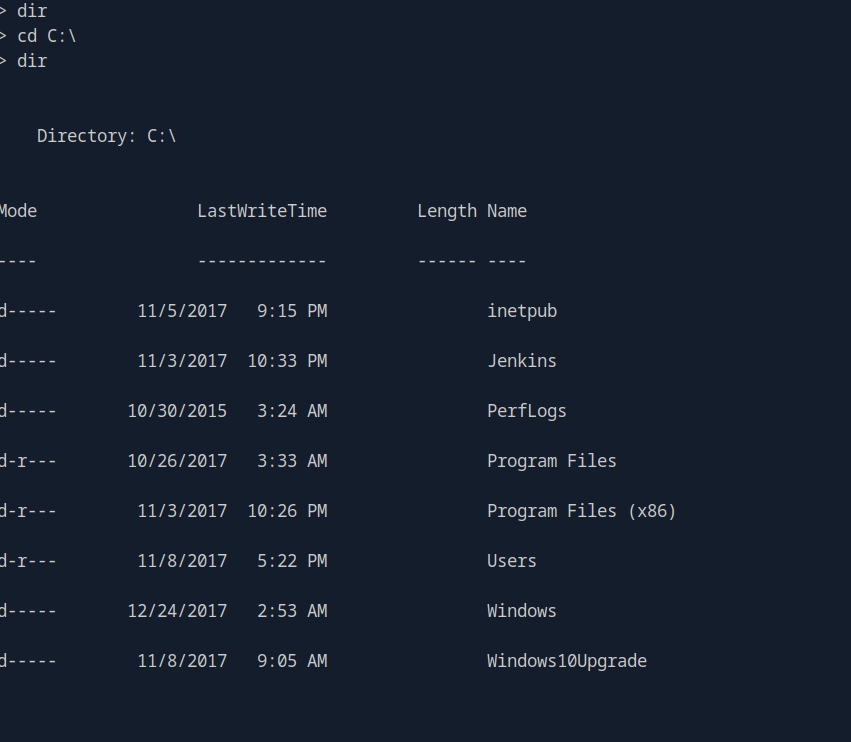 > dir
> cd C:\
> dir
Directory: C:\
Mode LastWriteTime Length Name
---- ------------- ------ ----
d----- 11/5/2017 9:15 PM inetpub
d----- 11/3/2017 10:33 PM Jenkins
d----- 10/30/2015 3:24 AM PerfLogs
d-r--- 10/26/2017 3:33 AM Program Files
d-r--- 11/3/2017 10:26 PM Program Files (x86)
d-r--- 11/8/2017 5:22 PM Users
d----- 12/24/2017 2:53 AM Windows
d----- 11/8/2017 9:05 AM Windows10Upgrade